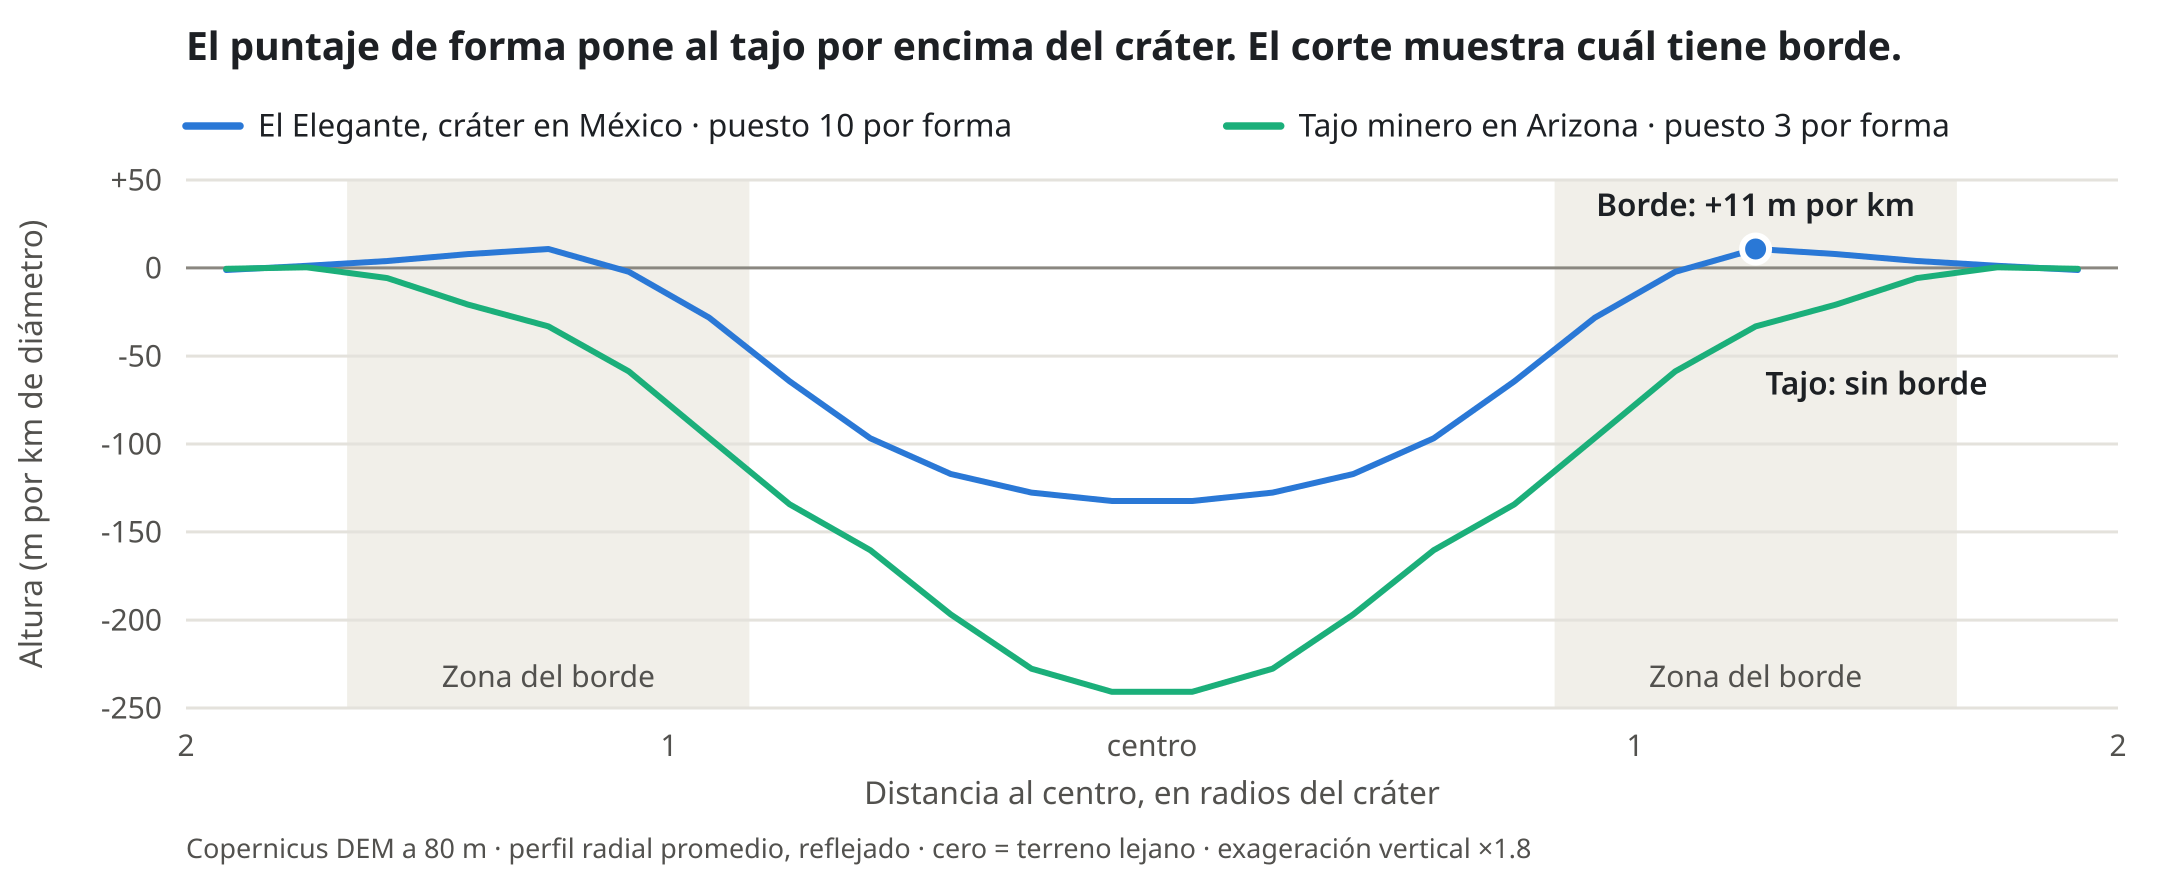 El puntaje de forma pone al tajo por encima del cráter. El corte muestra cuál tiene borde.
El Elegante, cráter en México · puesto 10 por forma
Tajo minero en Arizona · puesto 3 por forma
Altura (m por km de diámetro)
+50
0
-50
-100
-150
-200
-250
Borde: +11 m por km
Tajo: sin borde
Zona del borde
Zona del borde
2
1
centro
1
2
Distancia al centro, en radios del cráter
Copernicus DEM a 80 m · perfil radial promedio, reflejado · cero = terreno lejano · exageración vertical ×1.8